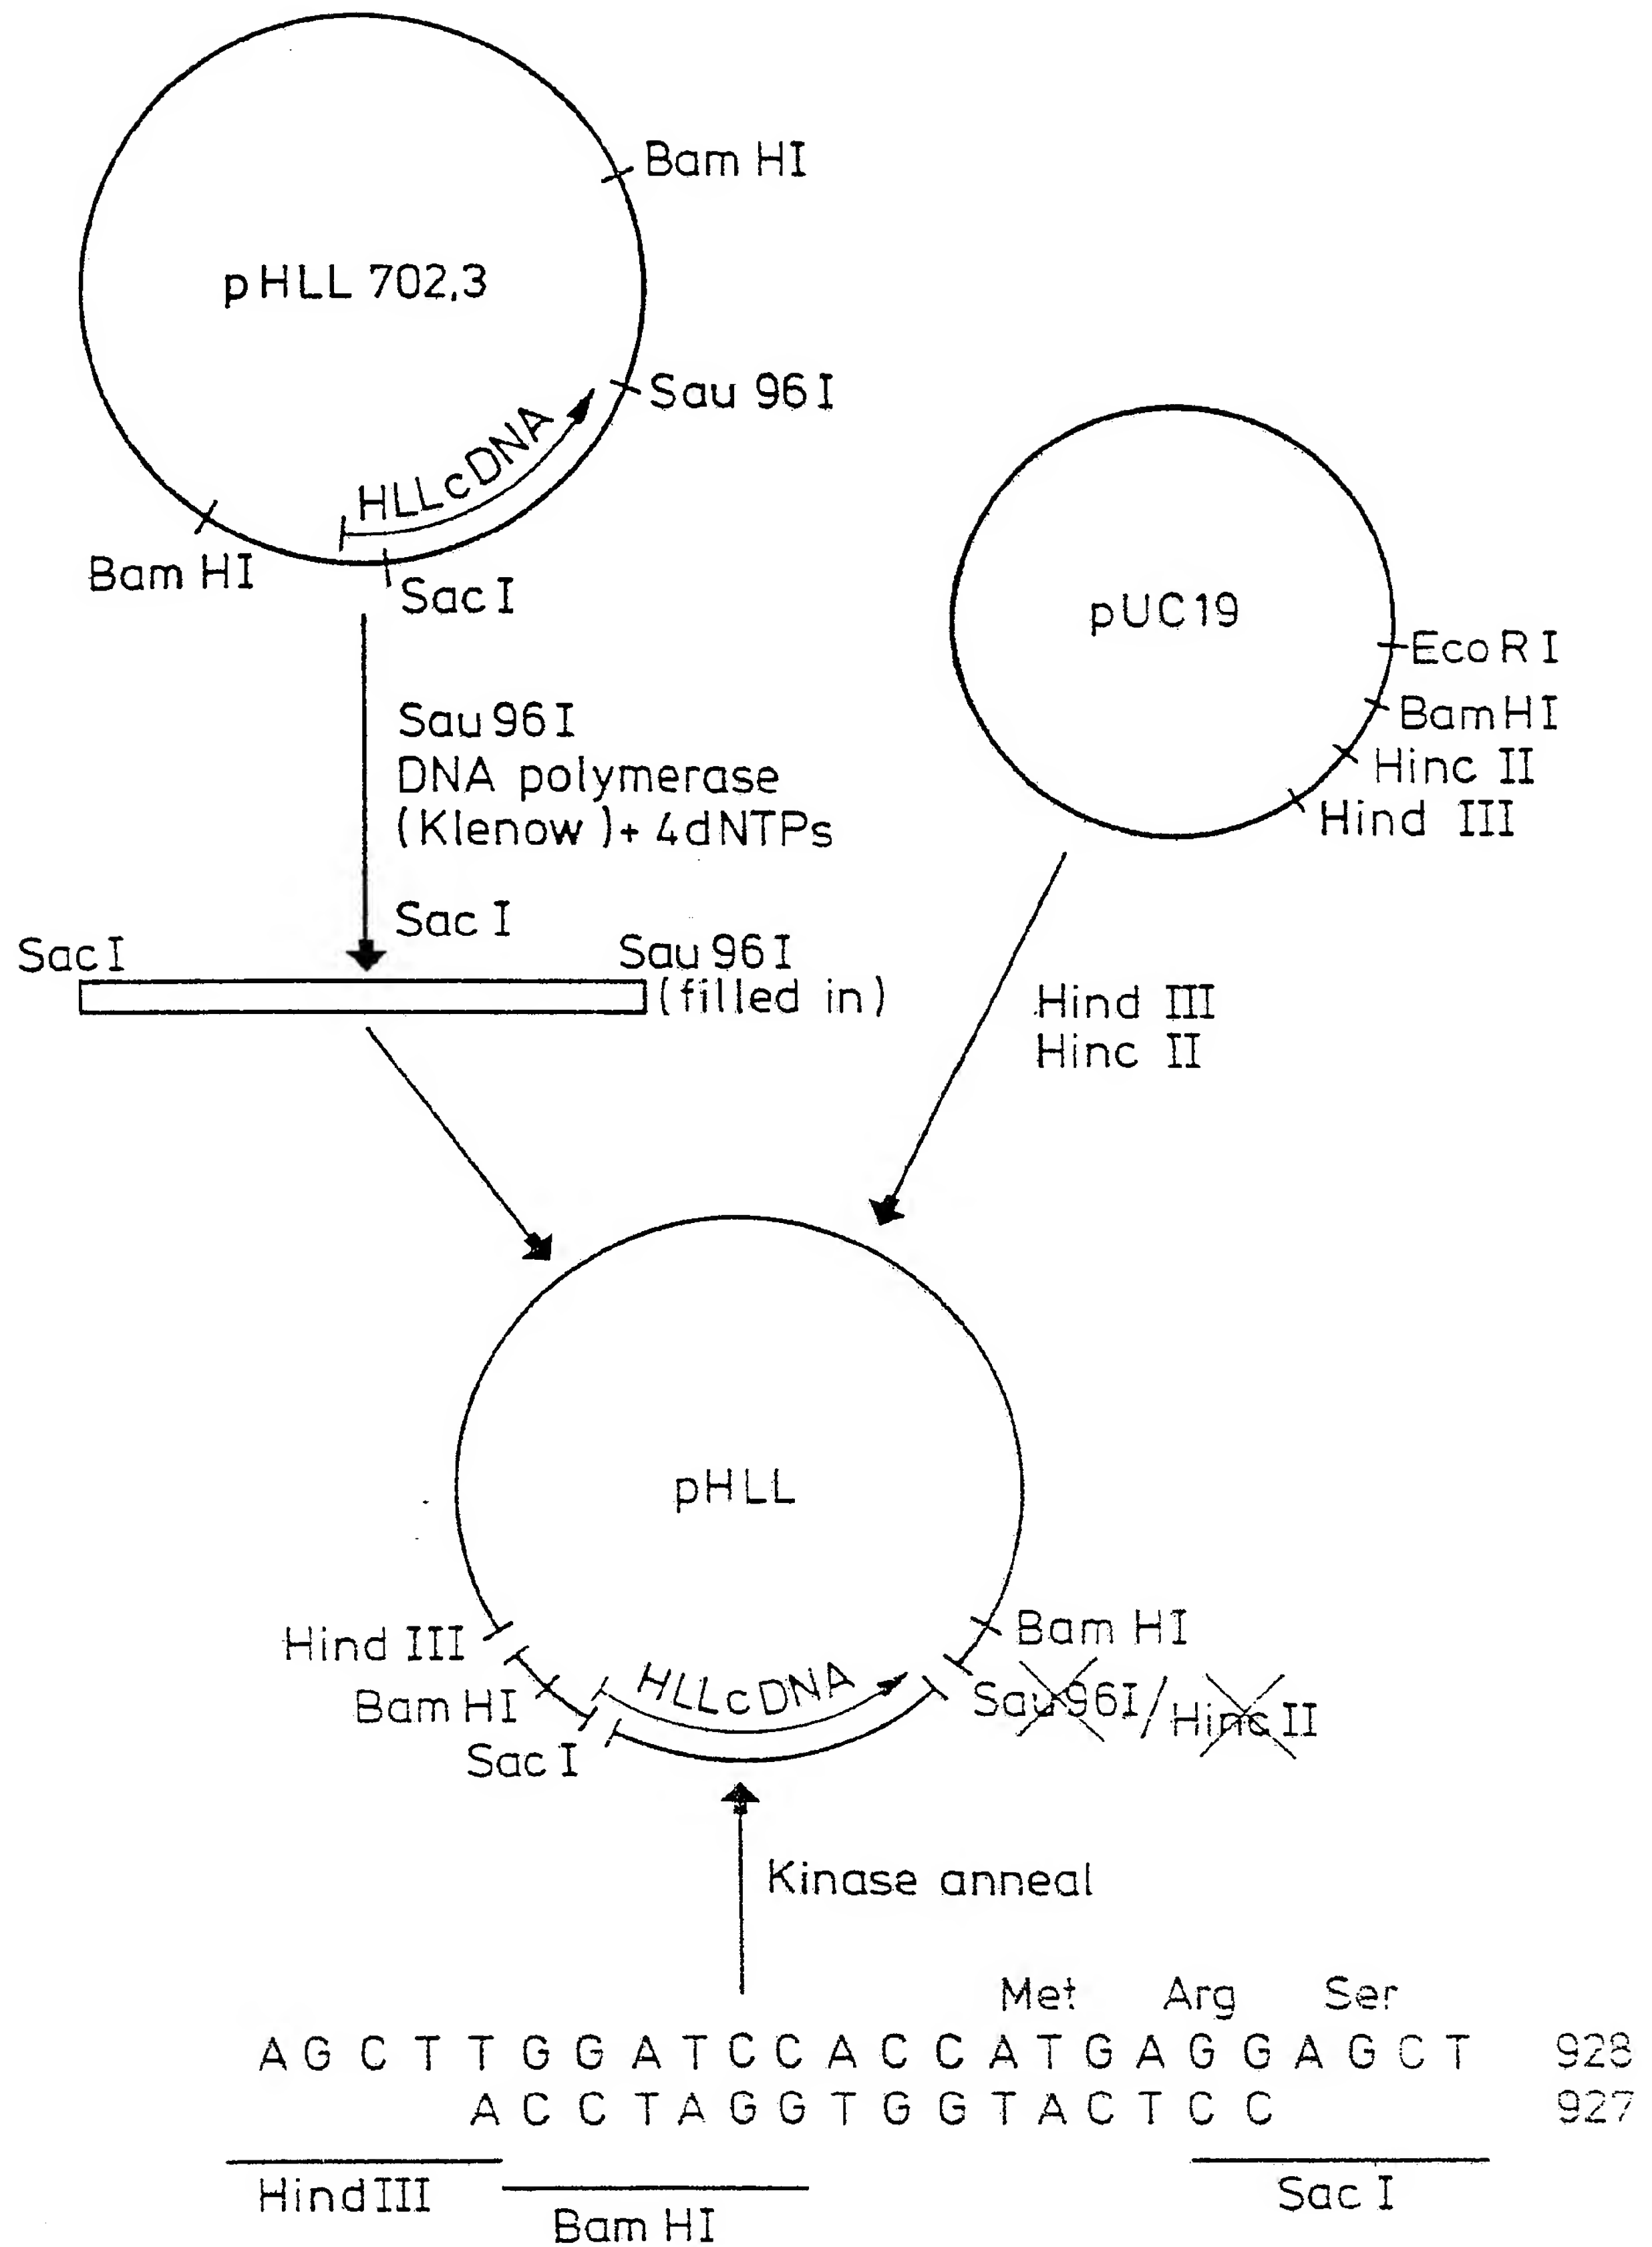 Bam HI
pHLL 702,3
Sau 96 I
HLLcDNA
Bam HI
Sac I
pUC19
Eco R I
BamHI
Hinc II
Hind III
Sau 96 I
DNA polymerase
(Klenow)+ 4dNTPs
Sac I
Sac I
Sau 96 I
(filled in)
Hind III
Hinc II
pHLL
Hind III
Bam HI
Sac I
HLLcDNA
Bam HI
Sau 96 I/Hinc II
Kinase anneal
Met Arg Ser
A G C T T G G A T C C A C C A T G A G G A G C T 928
A C C T A G G T G G T A C T C C 927
Hind III
Bam HI
Sac I